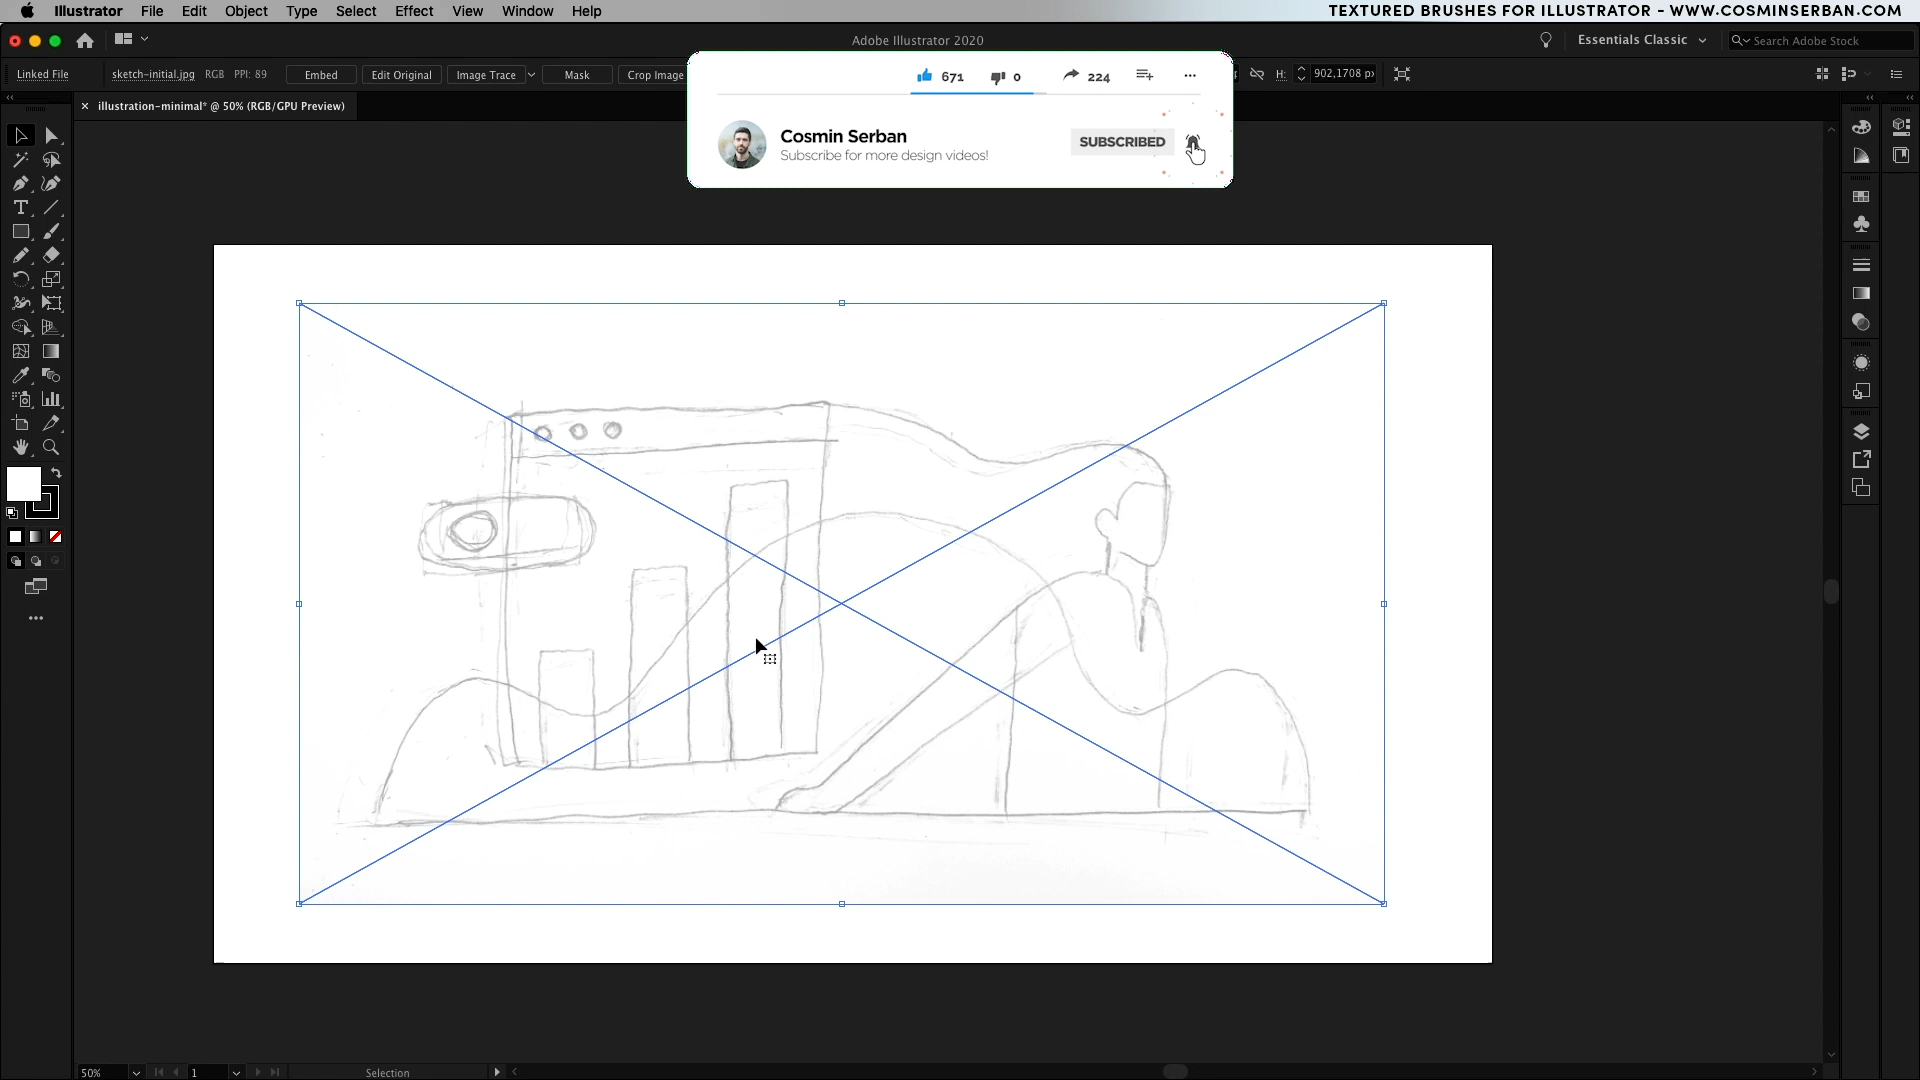 Illustrator File Edit Object Type Select Effect View Window Help
TEXTURED BRUSHES FOR ILLUSTRATOR - WWW.COSMINSERBAN.COM
Adobe Illustrator 2020
Essentials Classic
Search Adobe Stock
Linked File sketch-initial.jpg RGB PPI: 89 Embed Edit Original Image Trace Mask Crop Image
H: 902,1708 px
671 0 224
× illustration-minimal* @ 50% (RGB/GPU Preview)
Cosmin Serban
Subscribe for more design videos!
SUBSCRIBED
50% 1 Selection